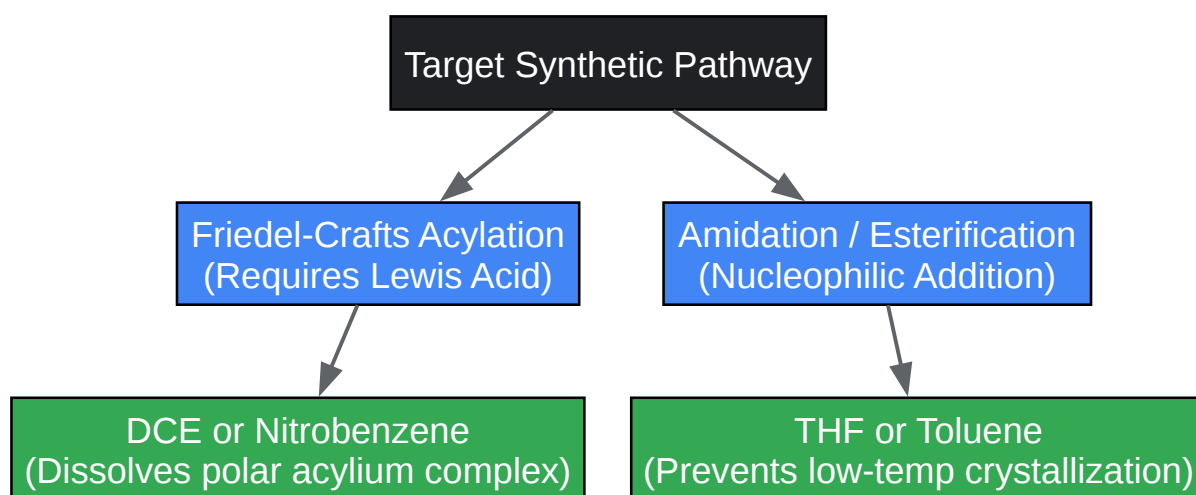 Target Synthetic Pathway
Friedel-Crafts Acylation
(Requires Lewis Acid)
Amidation / Esterification
(Nucleophilic Addition)
DCE or Nitrobenzene
(Dissolves polar acylium complex)
THF or Toluene
(Prevents low-temp crystallization)